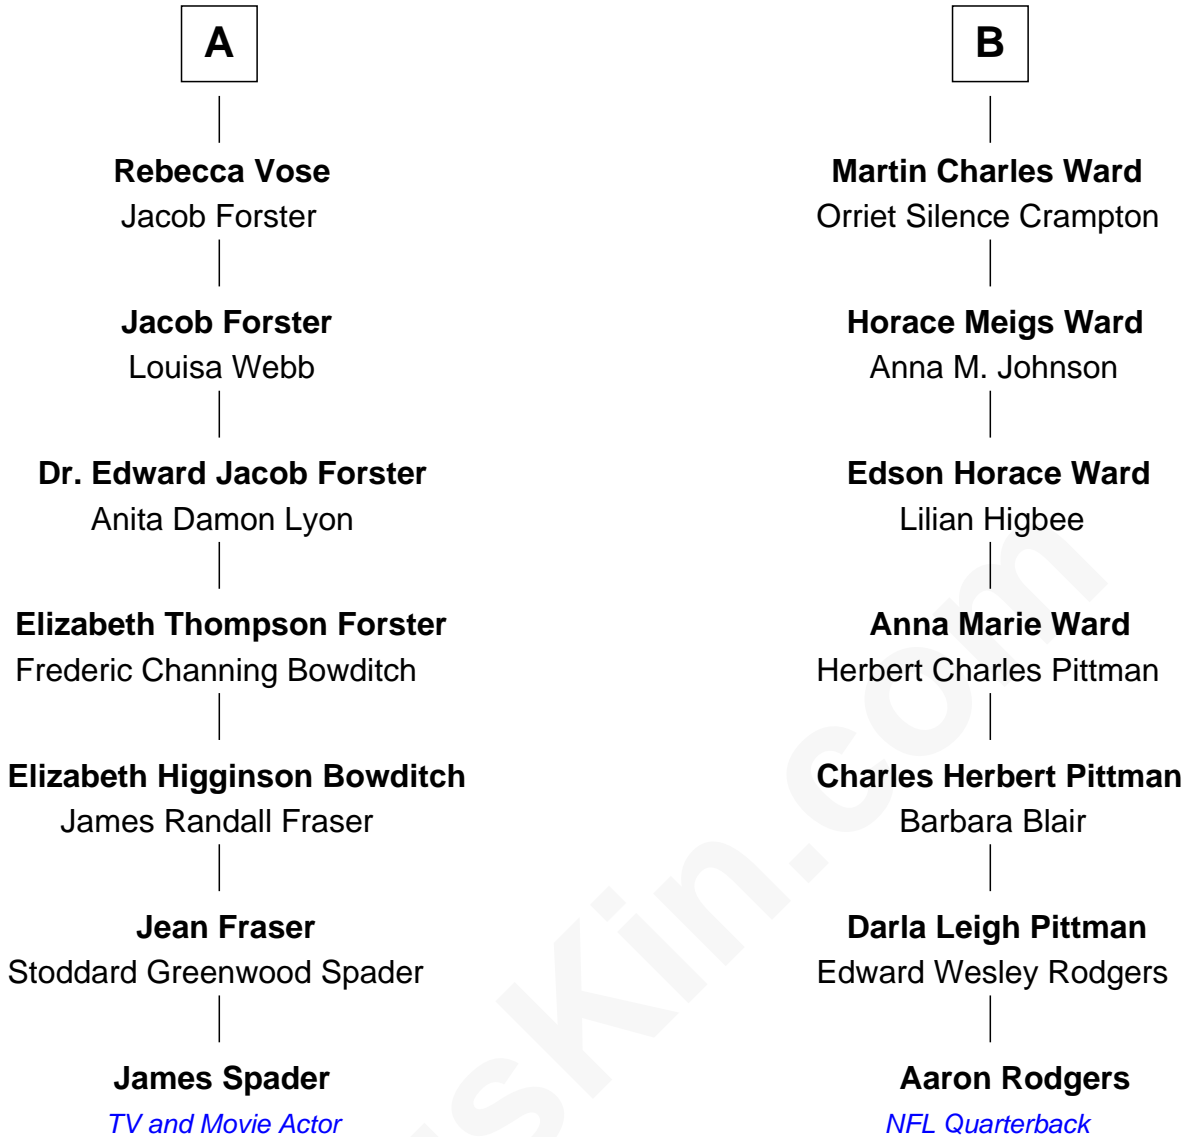 A
Rebecca Vose
Jacob Forster
Jacob Forster
Louisa Webb
Dr. Edward Jacob Forster
Anita Damon Lyon
Elizabeth Thompson Forster
Frederic Channing Bowditch
Elizabeth Higginson Bowditch
James Randall Fraser
Jean Fraser
Stoddard Greenwood Spader
James Spader
TV and Movie Actor
B
Martin Charles Ward
Orriet Silence Crampton
Horace Meigs Ward
Anna M. Johnson
Edson Horace Ward
Lilian Higbee
Anna Marie Ward
Herbert Charles Pittman
Charles Herbert Pittman
Barbara Blair
Darla Leigh Pittman
Edward Wesley Rodgers
Aaron Rodgers
NFL Quarterback